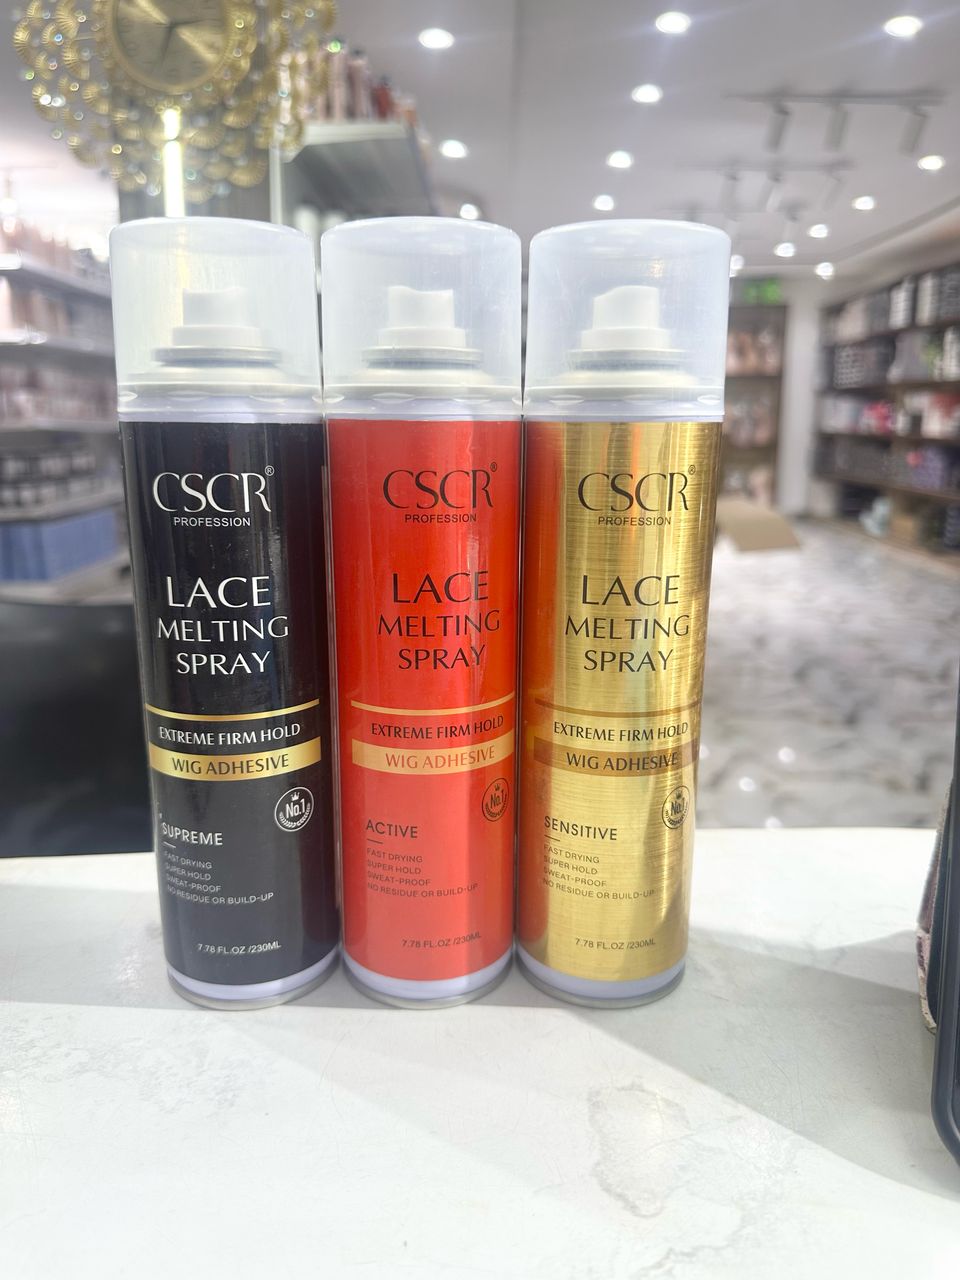 CSCR®
PROFESSION
LACE
MELTING
SPRAY
EXTREME FIRM HOLD
WIG ADHESIVE
No.1
SUPREME
FAST DRYING
SUPER HOLD
SWEAT-PROOF
NO RESIDUE OR BUILD-UP
7.78 FL.OZ /230ML
CSCR®
PROFESSION
LACE
MELTING
SPRAY
EXTREME FIRM HOLD
WIG ADHESIVE
No.1
ACTIVE
FAST DRYING
SUPER HOLD
SWEAT-PROOF
NO RESIDUE OR BUILD-UP
7.78 FL.OZ /230ML
CSCR®
PROFESSION
LACE
MELTING
SPRAY
EXTREME FIRM HOLD
WIG ADHESIVE
No.1
SENSITIVE
FAST DRYING
SUPER HOLD
SWEAT-PROOF
NO RESIDUE OR BUILD-UP
7.78 FL.OZ /230ML